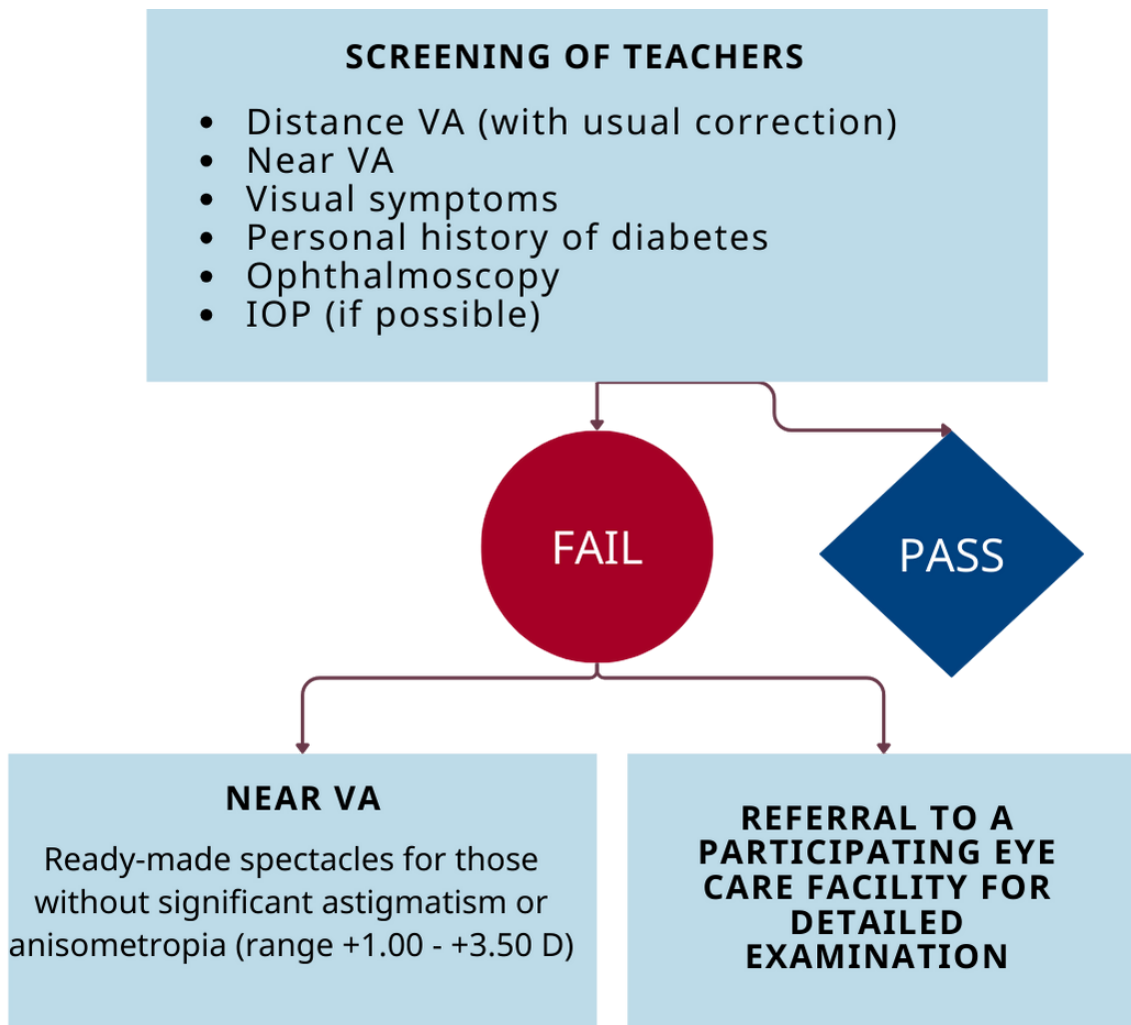 SCREENING OF TEACHERS
• Distance VA (with usual correction)
• Near VA
• Visual symptoms
• Personal history of diabetes
• Ophthalmoscopy
• IOP (if possible)
FAIL
PASS
NEAR VA
Ready-made spectacles for those
without significant astigmatism or
anisometropia (range +1.00 - +3.50 D)
REFERRAL TO A
PARTICIPATING EYE
CARE FACILITY FOR
DETAILED
EXAMINATION